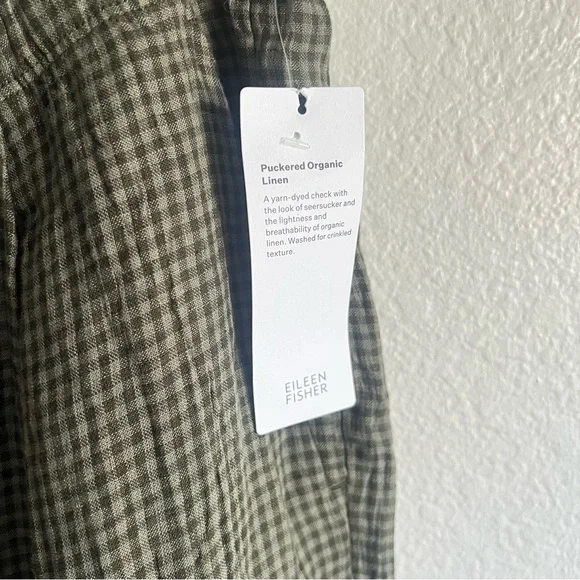 Puckered Organic
Linen
A yarn-dyed check with
the look of seersucker and
the lightness and
breathability of organic
linen. Washed for crinkled
texture.
EILEEN
FISHER